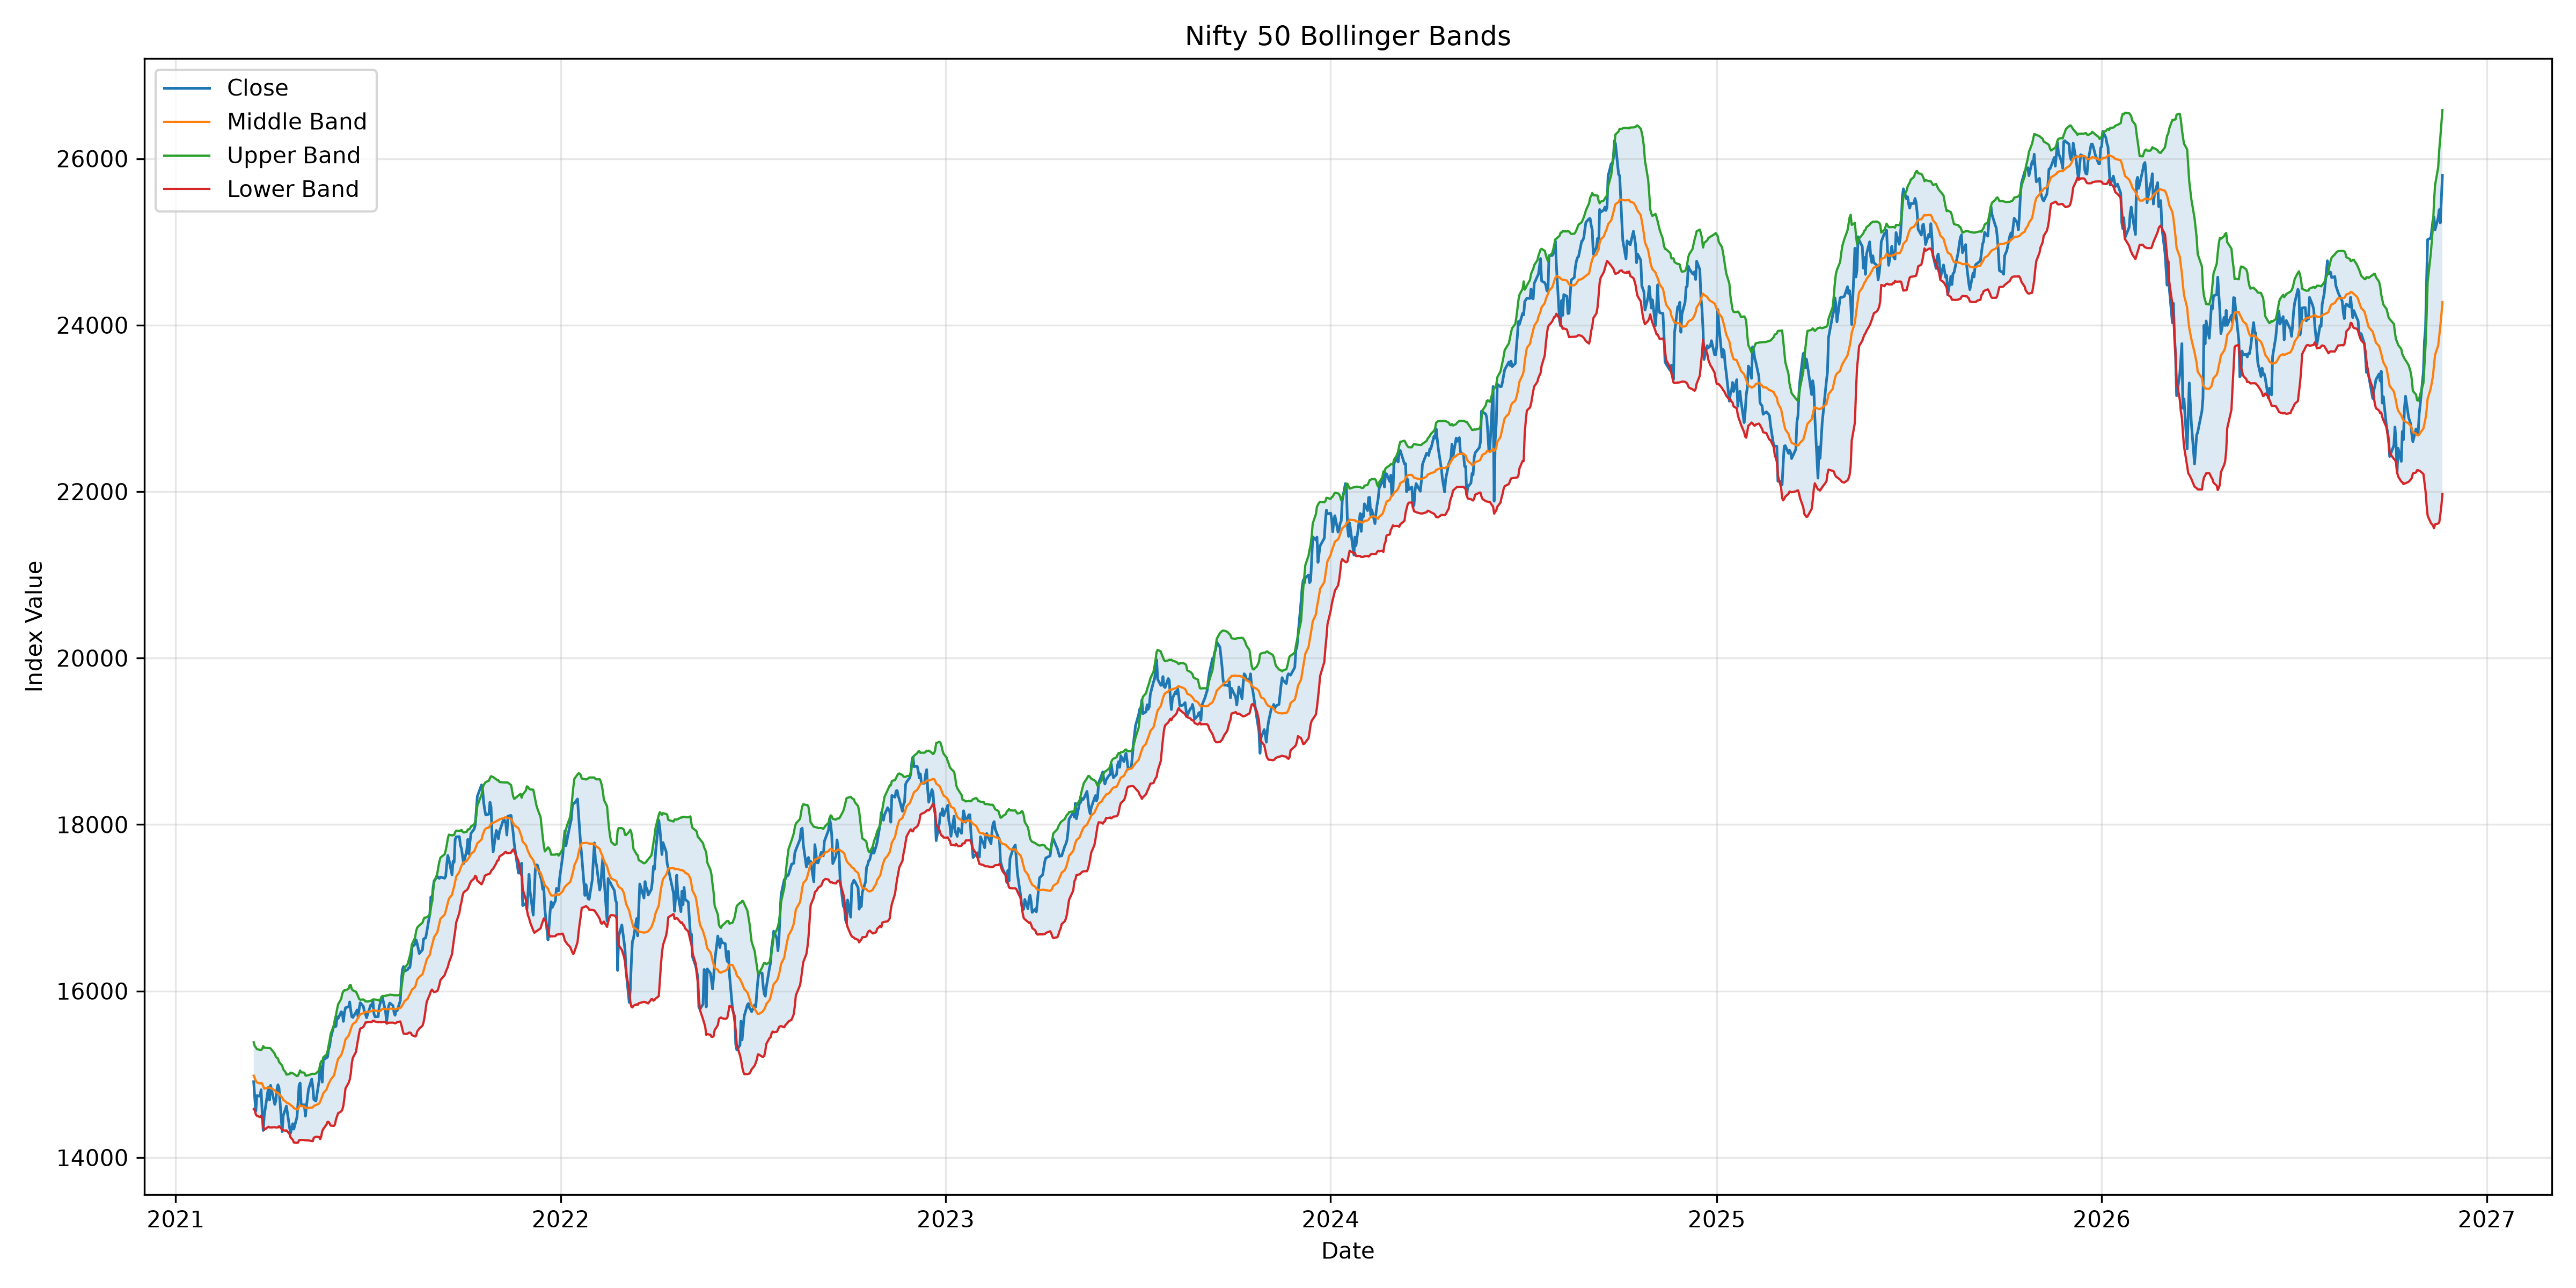 Nifty 50 Bollinger Bands
Close
Middle Band
Upper Band
Lower Band
Index Value
26000
24000
22000
20000
18000
16000
14000
2021 2022 2023 2024 2025 2026 2027
Date